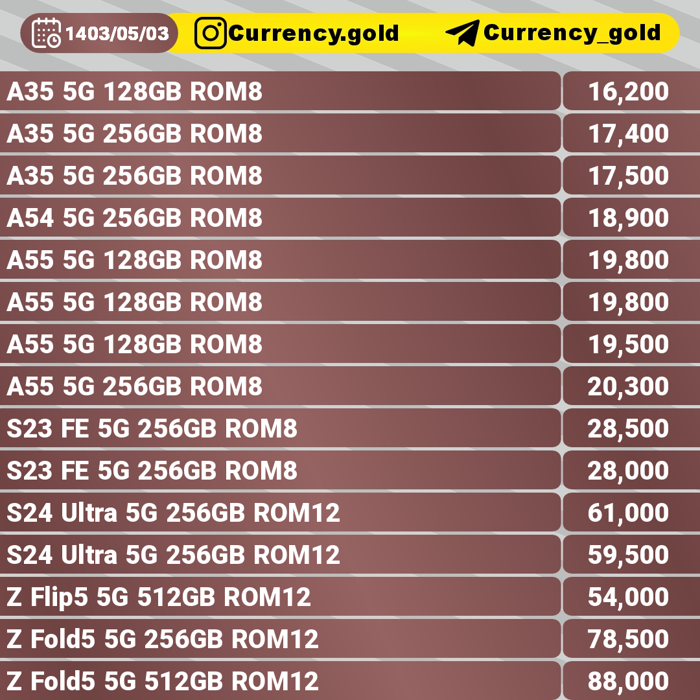 1403/05/03 Currency.gold Currency_gold
A35 5G 128GB ROM8 16,200
A35 5G 256GB ROM8 17,400
A35 5G 256GB ROM8 17,500
A54 5G 256GB ROM8 18,900
A55 5G 128GB ROM8 19,800
A55 5G 128GB ROM8 19,800
A55 5G 128GB ROM8 19,500
A55 5G 256GB ROM8 20,300
S23 FE 5G 256GB ROM8 28,500
S23 FE 5G 256GB ROM8 28,000
S24 Ultra 5G 256GB ROM12 61,000
S24 Ultra 5G 256GB ROM12 59,500
Z Flip5 5G 512GB ROM12 54,000
Z Fold5 5G 256GB ROM12 78,500
Z Fold5 5G 512GB ROM12 88,000